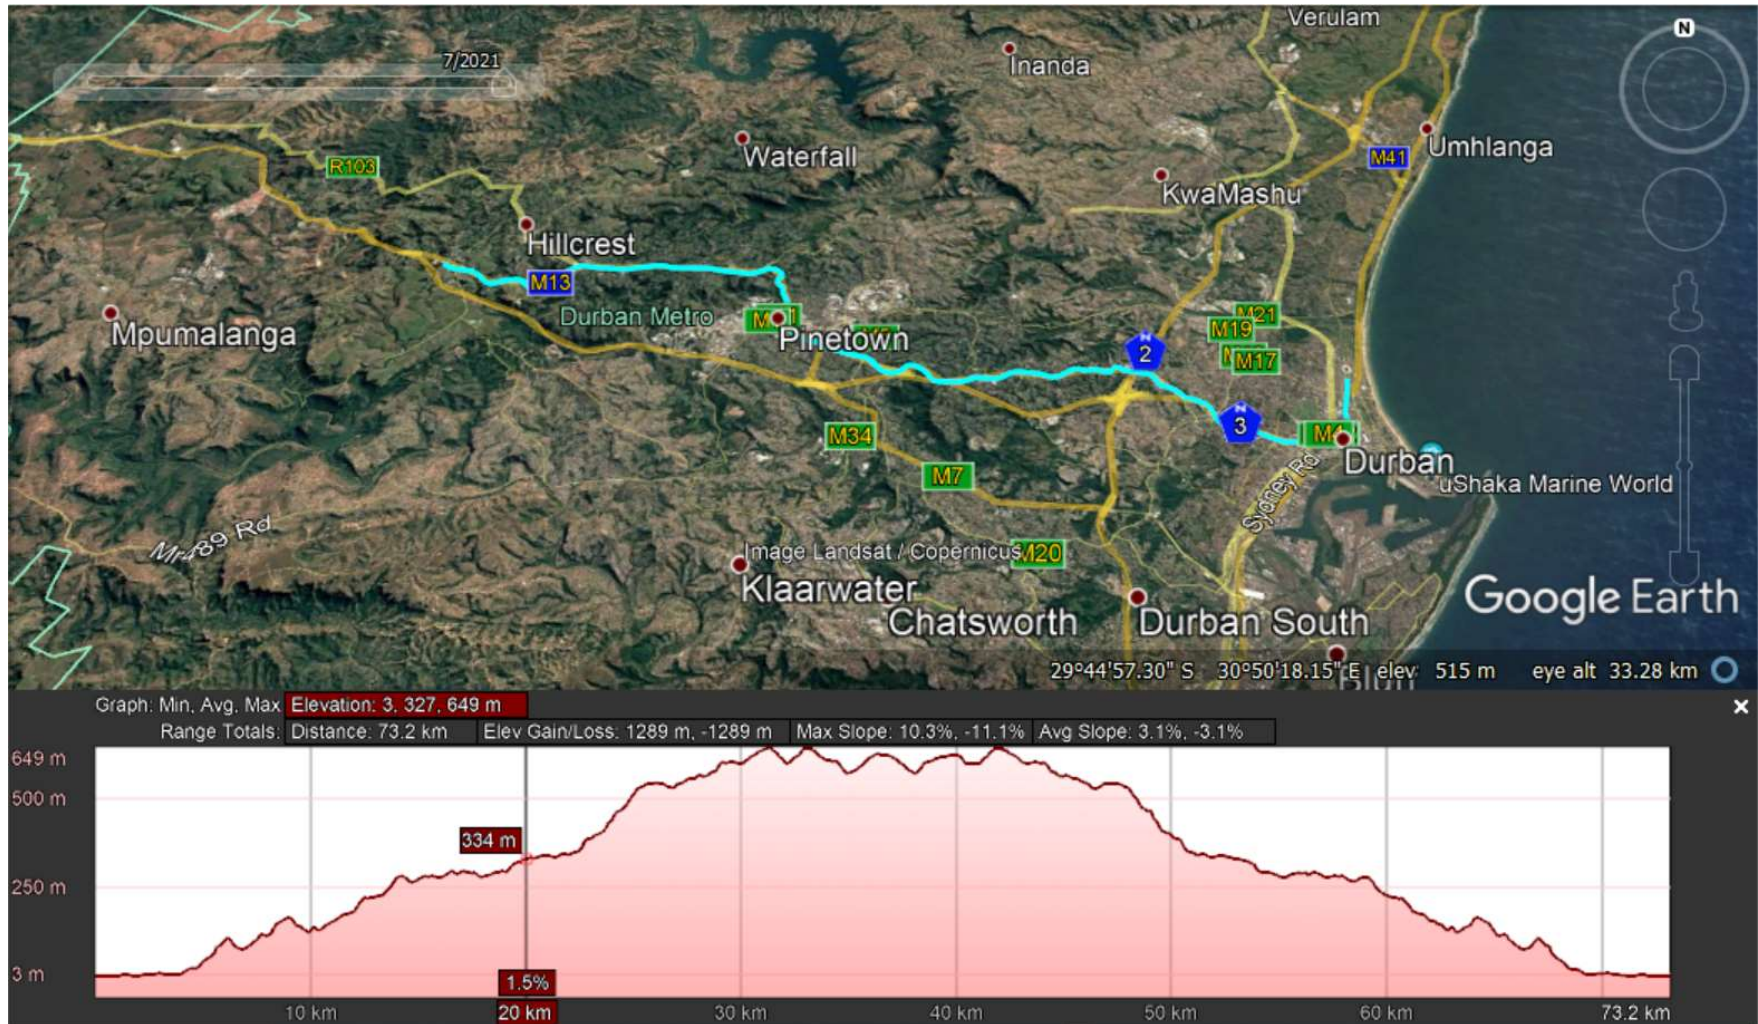 Verulam
N
7/2021
Inanda
Waterfall
M41
Umhlanga
R103
KwaMashu
Hillcrest
M13
Mpumalanga
Durban Metro
Pinetown
N
2
M21
M19
M17
N
3
M34
M4
Durban
M7
uShaka Marine World
Sydney Rd
Mr489 Rd
Image Landsat / Copernicus
M20
Klaarwater
Chatsworth
Durban South
Google Earth
29°44'57.30" S 30°50'18.15" E elev 515 m eye alt 33.28 km
Graph: Min, Avg, Max Elevation: 3, 327, 649 m
Range Totals: Distance: 73.2 km Elev Gain/Loss: 1289 m, -1289 m Max Slope: 10.3%, -11.1% Avg Slope: 3.1%, -3.1%
649 m
500 m
334 m
250 m
3 m
1.5%
10 km 20 km 30 km 40 km 50 km 60 km 73.2 km